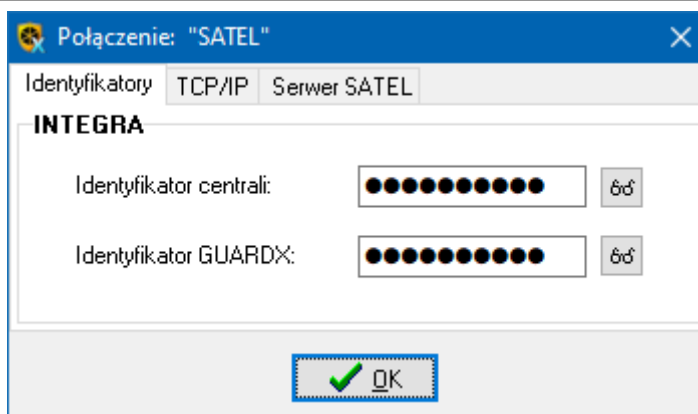 Połączenie: "SATEL"
Identyfikatory TCP/IP Serwer SATEL
INTEGRA
Identyfikator centrali: ●●●●●●●●●●
Identyfikator GUARDX: ●●●●●●●●●●
OK